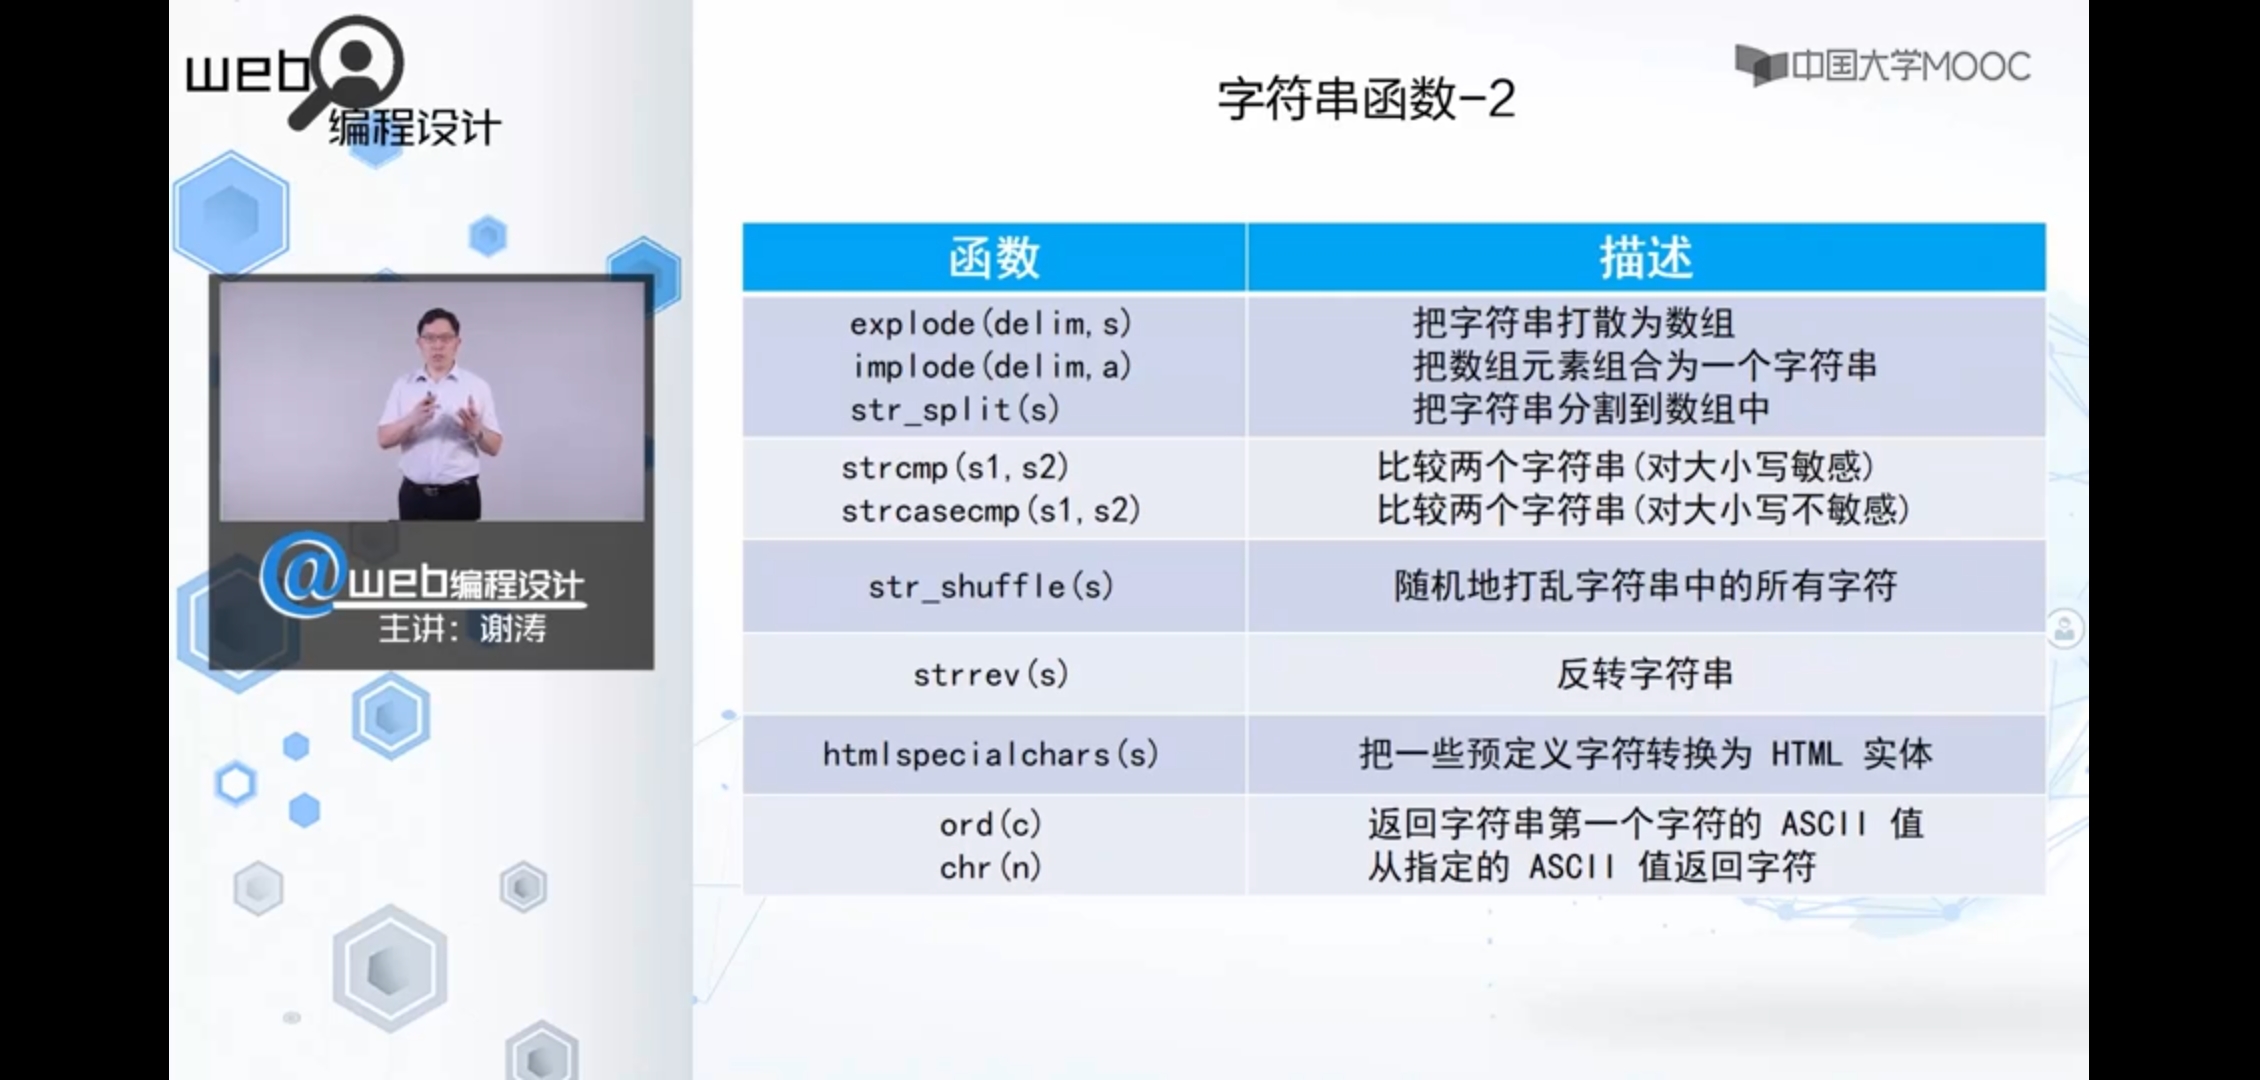 web
编程设计
中国大学MOOC
字符串函数-2
函数 描述
explode(delim,s) 把字符串打散为数组
implode(delim,a) 把数组元素组合为一个字符串
str_split(s) 把字符串分割到数组中
strcmp(s1,s2) 比较两个字符串(对大小写敏感)
strcasecmp(s1,s2) 比较两个字符串(对大小写不敏感)
str_shuffle(s) 随机地打乱字符串中的所有字符
strrev(s) 反转字符串
htmlspecialchars(s) 把一些预定义字符转换为 HTML 实体
ord(c) 返回字符串第一个字符的 ASCII 值
chr(n) 从指定的 ASCII 值返回字符
@web编程设计
主讲：谢涛